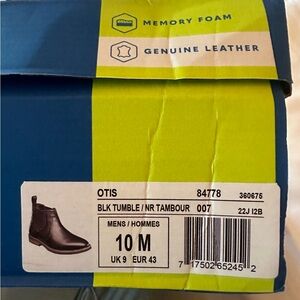 MEMORY FOAM
GENUINE LEATHER
OTIS 84778 360675
BLK TUMBLE / NR TAMBOUR 007 22J I2B
MENS / HOMMES
10 M
UK 9 EUR 43
7 17502 65245 2